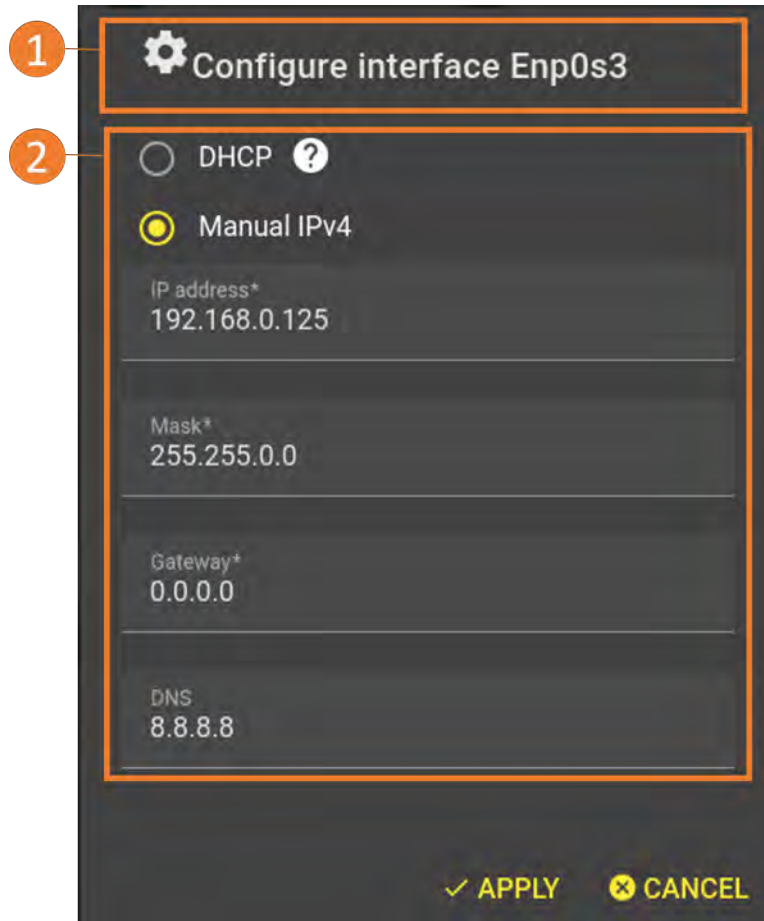 1
Configure interface Enp0s3
2
DHCP ?
Manual IPv4
IP address*
192.168.0.125
Mask*
255.255.0.0
Gateway*
0.0.0.0
DNS
8.8.8.8
APPLY CANCEL